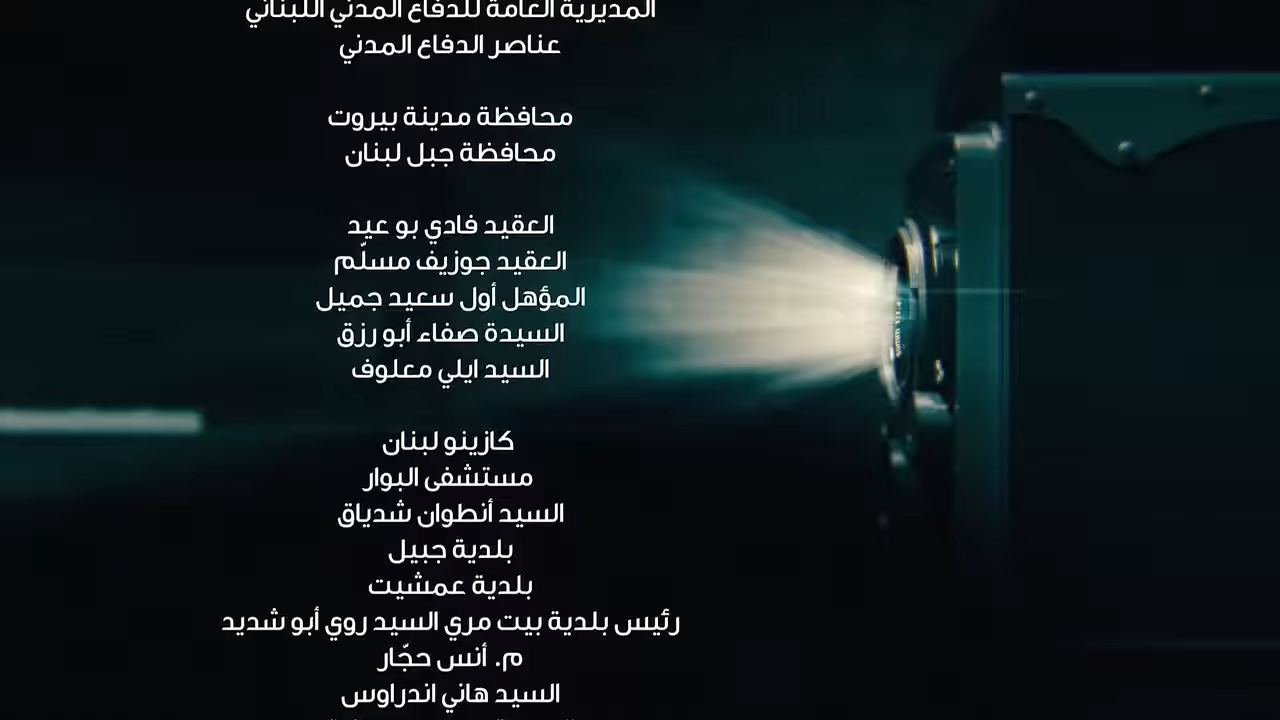 المديرية العامة للدفاع المدني اللبناني
عناصر الدفاع المدني
محافظة مدينة بيروت
محافظة جبل لبنان
العقيد فادي بو عيد
العقيد جوزيف مسلّم
المؤهل أول سعيد جميل
السيدة صفاء أبو رزق
السيد ايلي معلوف
كازينو لبنان
مستشفى البوار
السيد أنطوان شدياق
بلدية جبيل
بلدية عمشيت
رئيس بلدية بيت مري السيد روي أبو شديد
م. أنس حجّار
السيد هاني اندراوس